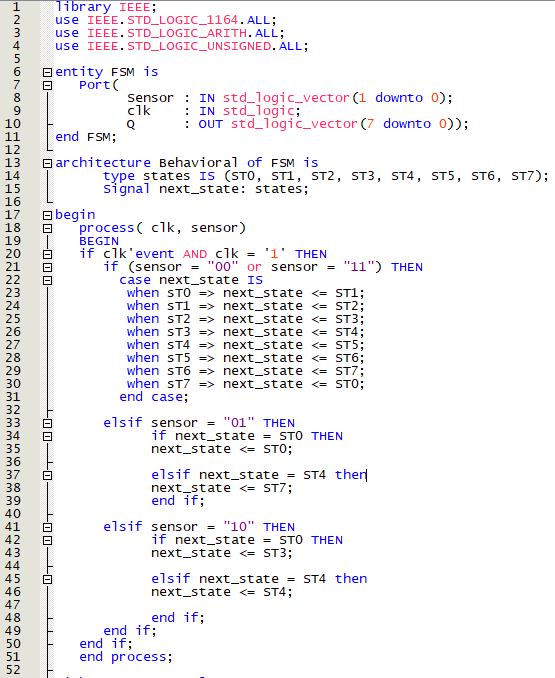 1 library IEEE;
2 use IEEE.STD_LOGIC_1164.ALL;
3 use IEEE.STD_LOGIC_ARITH.ALL;
4 use IEEE.STD_LOGIC_UNSIGNED.ALL;
5
6 entity FSM is
7 Port(
8 Sensor : IN std_logic_vector(1 downto 0);
9 clk : IN std_logic;
10 Q : OUT std_logic_vector(7 downto 0));
11 end FSM;
12
13 architecture Behavioral of FSM is
14 type states IS (ST0, ST1, ST2, ST3, ST4, ST5, ST6, ST7);
15 Signal next_state: states;
16
17 begin
18 process( clk, sensor)
19 BEGIN
20 if clk'event AND clk = '1' THEN
21 if (sensor = "00" or sensor = "11") THEN
22 case next_state IS
23 when sT0 => next_state <= ST1;
24 when sT1 => next_state <= ST2;
25 when sT2 => next_state <= ST3;
26 when sT3 => next_state <= ST4;
27 when sT4 => next_state <= ST5;
28 when sT5 => next_state <= ST6;
29 when sT6 => next_state <= ST7;
30 when sT7 => next_state <= ST0;
31 end case;
32
33 elsif sensor = "01" THEN
34 if next_state = ST0 THEN
35 next_state <= ST0;
36
37 elsif next_state = ST4 then
38 next_state <= ST7;
39 end if;
40
41 elsif sensor = "10" THEN
42 if next_state = ST0 THEN
43 next_state <= ST3;
44
45 elsif next_state = ST4 then
46 next_state <= ST4;
47
48 end if;
49 end if;
50 end if;
51 end process;
52